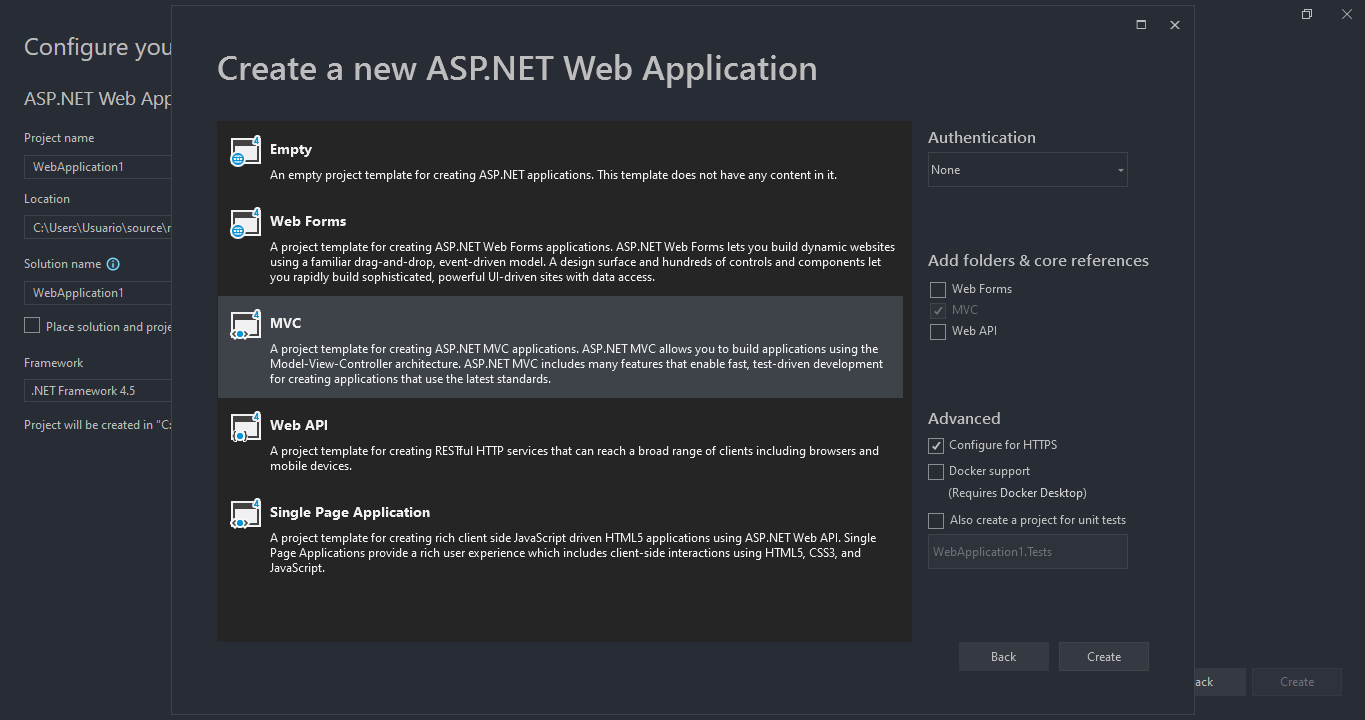 Configure you
ASP.NET Web App
Project name
WebApplication1
Location
C:\Users\Usuario\source\r
Solution name
WebApplication1
Place solution and proje
Framework
.NET Framework 4.5
Project will be created in "C:
Create a new ASP.NET Web Application
Empty
An empty project template for creating ASP.NET applications. This template does not have any content in it.
Web Forms
A project template for creating ASP.NET Web Forms applications. ASP.NET Web Forms lets you build dynamic websites
using a familiar drag-and-drop, event-driven model. A design surface and hundreds of controls and components let
you rapidly build sophisticated, powerful UI-driven sites with data access.
MVC
A project template for creating ASP.NET MVC applications. ASP.NET MVC allows you to build applications using the
Model-View-Controller architecture. ASP.NET MVC includes many features that enable fast, test-driven development
for creating applications that use the latest standards.
Web API
A project template for creating RESTful HTTP services that can reach a broad range of clients including browsers and
mobile devices.
Single Page Application
A project template for creating rich client side JavaScript driven HTML5 applications using ASP.NET Web API. Single
Page Applications provide a rich user experience which includes client-side interactions using HTML5, CSS3, and
JavaScript.
Authentication
None
Add folders & core references
Web Forms
MVC
Web API
Advanced
Configure for HTTPS
Docker support
(Requires Docker Desktop)
Also create a project for unit tests
WebApplication1.Tests
Back
Create
ack
Create